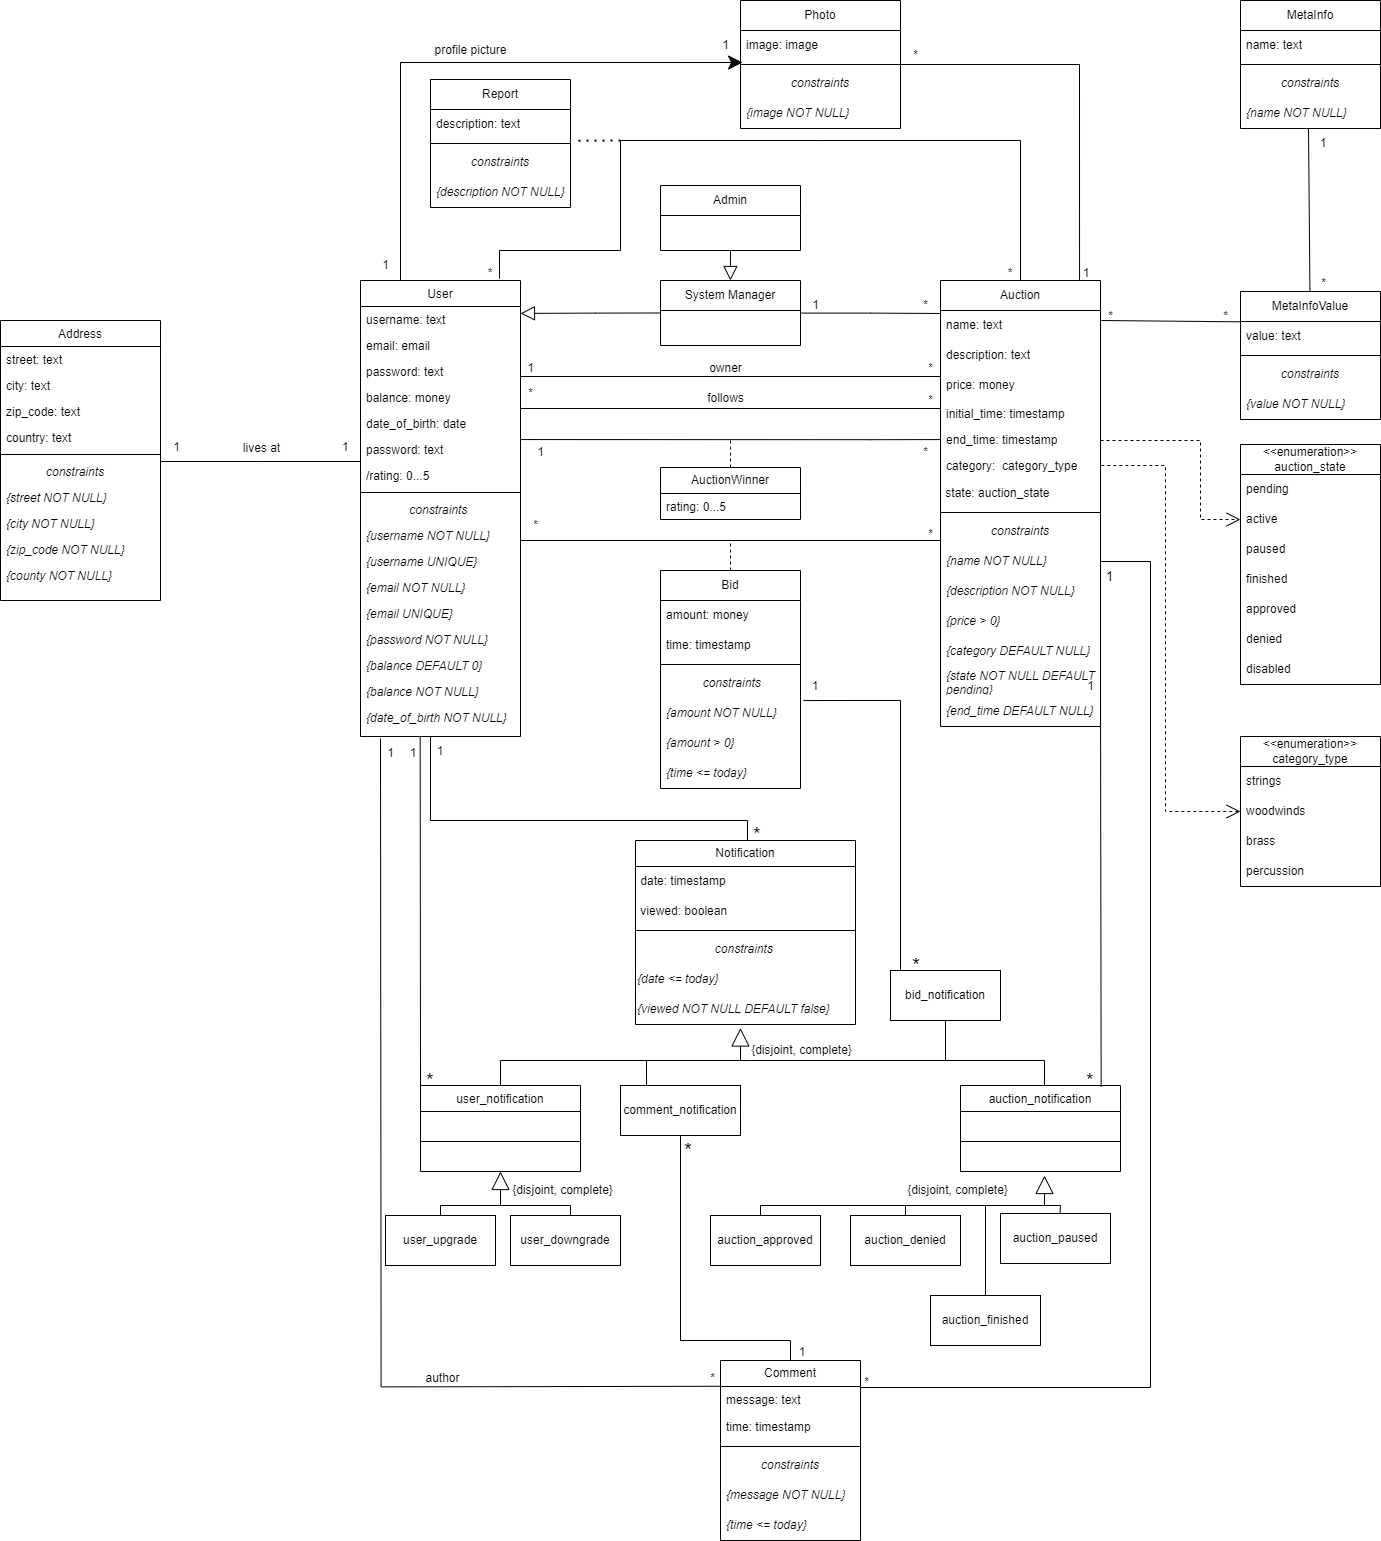 Photo
image: image
constraints
{image NOT NULL}
1
*
profile picture
MetaInfo
name: text
constraints
{name NOT NULL}
1
*
Report
description: text
constraints
{description NOT NULL}
Admin
System Manager
1
*
1
*
*
1
User
username: text
email: email
password: text
balance: money
date_of_birth: date
password: text
/rating: 0...5
constraints
{username NOT NULL}
{username UNIQUE}
{email NOT NULL}
{email UNIQUE}
{password NOT NULL}
{balance DEFAULT 0}
{balance NOT NULL}
{date_of_birth NOT NULL}
Address
street: text
city: text
zip_code: text
country: text
constraints
{street NOT NULL}
{city NOT NULL}
{zip_code NOT NULL}
{county NOT NULL}
1
lives at
1
1
owner
*
*
follows
*
1
*
AuctionWinner
rating: 0...5
*
*
Bid
amount: money
time: timestamp
constraints
{amount NOT NULL}
{amount > 0}
{time <= today}
1
Auction
name: text
description: text
price: money
initial_time: timestamp
end_time: timestamp
category: category_type
state: auction_state
constraints
{name NOT NULL}
{description NOT NULL}
{price > 0}
{category DEFAULT NULL}
{state NOT NULL DEFAULT
pending}
{end_time DEFAULT NULL}
1
1
*
*
MetaInfoValue
value: text
constraints
{value NOT NULL}
<<enumeration>>
auction_state
pending
active
paused
finished
approved
denied
disabled
<<enumeration>>
category_type
strings
woodwinds
brass
percussion
1
1
1
*
Notification
date: timestamp
viewed: boolean
constraints
{date <= today}
{viewed NOT NULL DEFAULT false}
{disjoint, complete}
*
bid_notification
*
user_notification
comment_notification
*
*
auction_notification
{disjoint, complete}
user_upgrade
user_downgrade
{disjoint, complete}
auction_approved
auction_denied
auction_paused
auction_finished
author
*
1
*
Comment
message: text
time: timestamp
constraints
{message NOT NULL}
{time <= today}